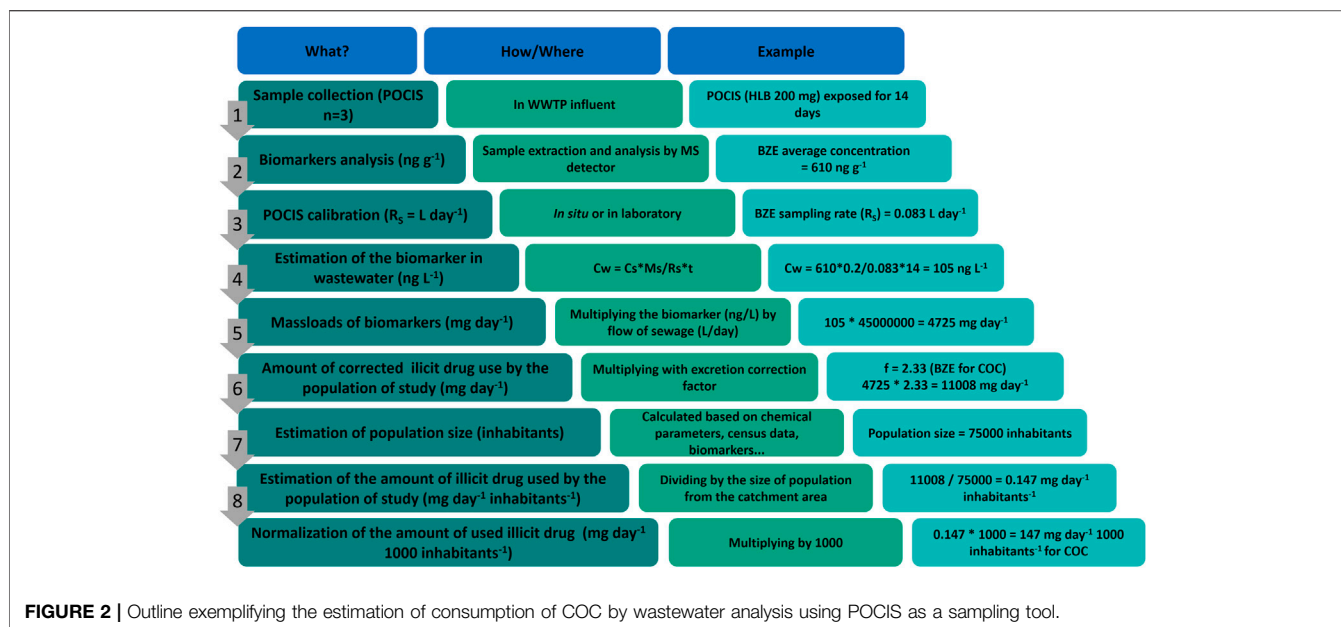 What?
How/Where
Example
1
Sample collection (POCIS
n=3)
In WWTP influent
POCIS (HLB 200 mg) exposed for 14
days
2
Biomarkers analysis (ng g⁻¹)
Sample extraction and analysis by MS
detector
BZE average concentration
= 610 ng g⁻¹
3
POCIS calibration (R_S = L day⁻¹)
In situ or in laboratory
BZE sampling rate (R_S) = 0.083 L day⁻¹
4
Estimation of the biomarker in
wastewater (ng L⁻¹)
Cw = Cs*Ms/Rs*t
Cw = 610*0.2/0.083*14 = 105 ng L⁻¹
5
Massloads of biomarkers (mg day⁻¹)
Multiplying the biomarker (ng/L) by
flow of sewage (L/day)
105 * 45000000 = 4725 mg day⁻¹
6
Amount of corrected ilicit drug use by the
population of study (mg day⁻¹)
Multiplying with excretion correction
factor
f = 2.33 (BZE for COC)
4725 * 2.33 = 11008 mg day⁻¹
7
Estimation of population size (inhabitants)
Calculated based on chemical
parameters, census data,
biomarkers...
Population size = 75000 inhabitants
8
Estimation of the amount of illicit drug used by the
population of study (mg day⁻¹ inhabitants⁻¹)
Dividing by the size of population
from the catchment area
11008 / 75000 = 0.147 mg day⁻¹
inhabitants⁻¹
Normalization of the amount of used illicit drug (mg day⁻¹
1000 inhabitants⁻¹)
Multiplying by 1000
0.147 * 1000 = 147 mg day⁻¹ 1000
inhabitants⁻¹ for COC
FIGURE 2 | Outline exemplifying the estimation of consumption of COC by wastewater analysis using POCIS as a sampling tool.